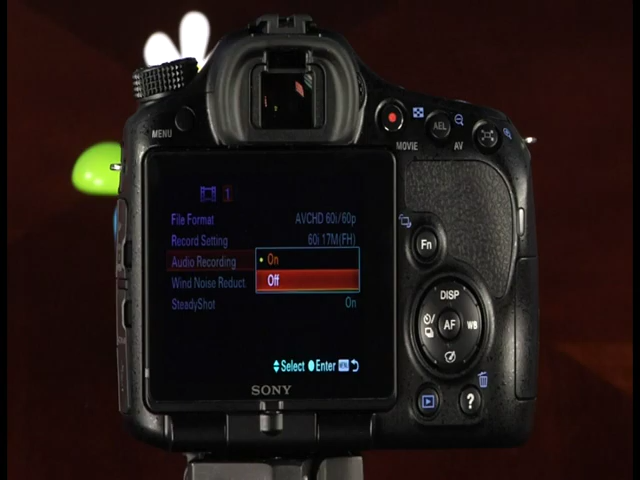 MENU
MOVIE
AEL
AV
1
File Format AVCHD 60i/60p
Record Setting 60i 17M(FH)
Audio Recording On
Wind Noise Reduct Off
SteadyShot On
Select Enter MENU
SONY
Fn
DISP
AF
WB
?